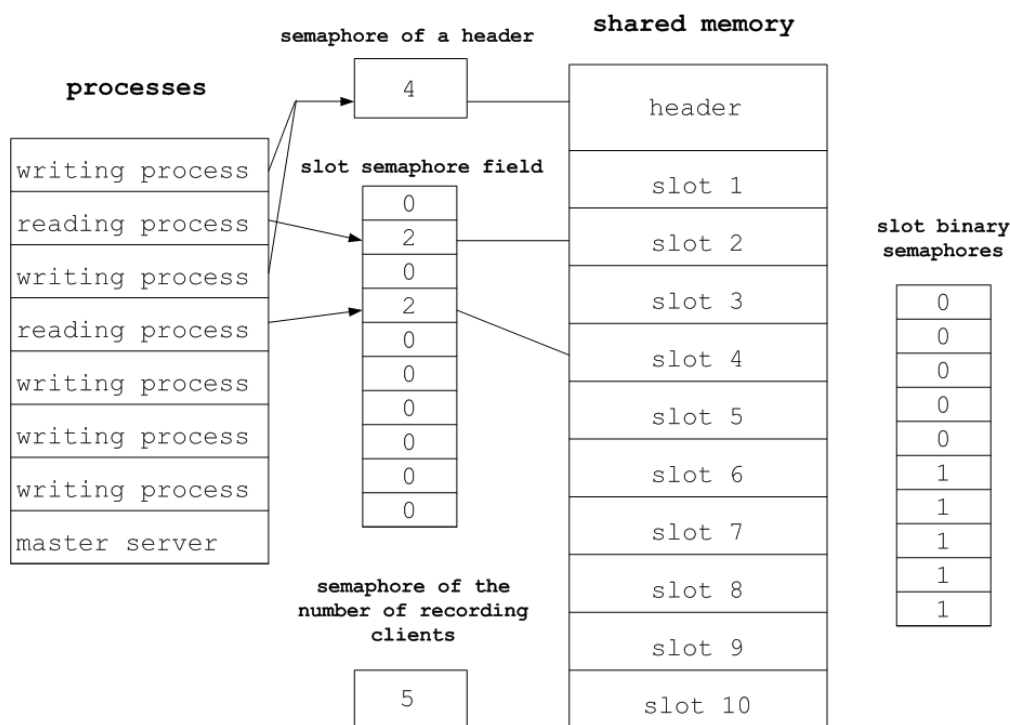 semaphore of a header
shared memory
processes
4
header
writing process
reading process
writing process
reading process
writing process
writing process
writing process
master server
slot semaphore field
0
2
0
2
0
0
0
0
0
0
semaphore of the
number of recording
clients
5
slot 1
slot 2
slot 3
slot 4
slot 5
slot 6
slot 7
slot 8
slot 9
slot 10
slot binary
semaphores
0
0
0
0
0
1
1
1
1
1